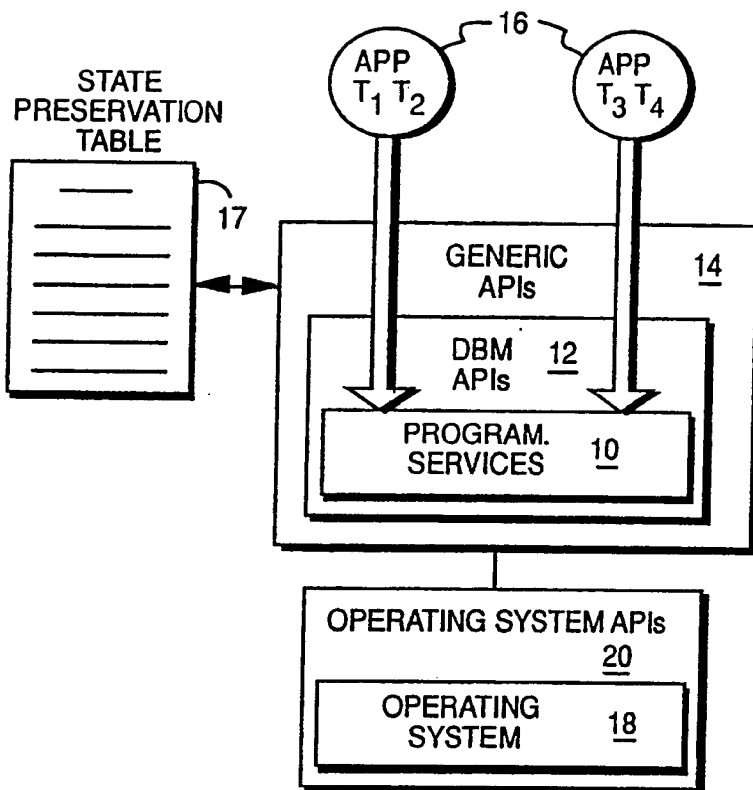 16
APP
T1 T2
APP
T3 T4
STATE
PRESERVATION
TABLE
17
GENERIC
APIs
14
DBM
APIs
12
PROGRAM.
SERVICES
10
OPERATING SYSTEM APIs
20
OPERATING
SYSTEM
18